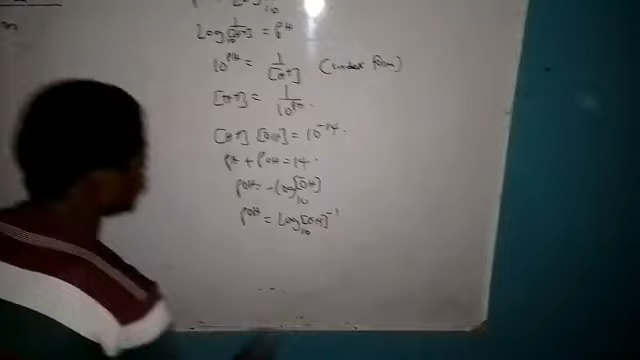 Log₁₀ 1/[H⁺] = PH
10^PH = 1/[H⁺] (index form)
[H⁺] = 1/10^PH.
[H⁺] [OH] = 10⁻¹⁴.
PH + POH = 14.
POH = -Log₁₀[OH]
POH = Log₁₀[OH]⁻¹